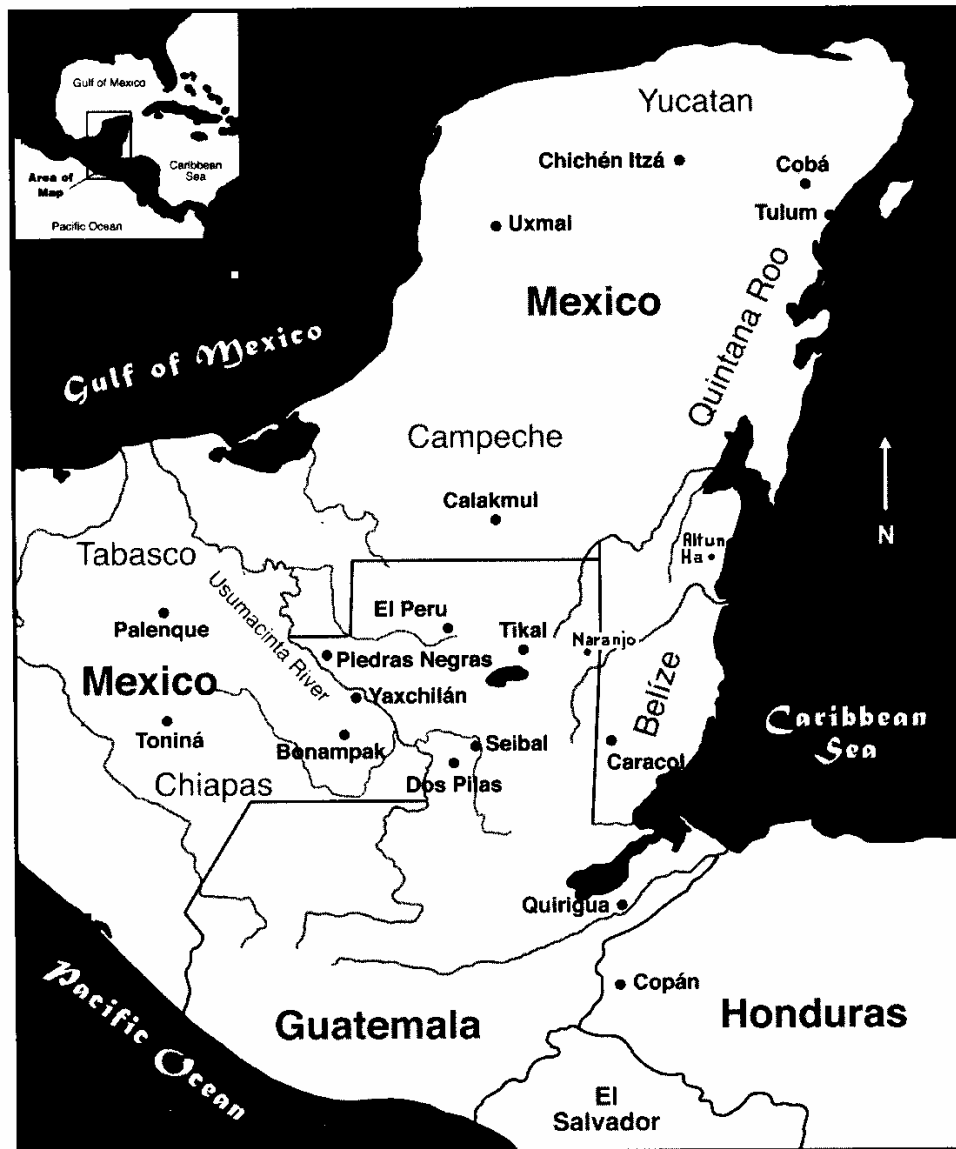 Gulf of Mexico
Caribbean
Sea
Area of
Map
Pacific Ocean
Yucatan
Chichén Itzá
Cobá
Tulum
Uxmal
Mexico
Quintana Roo
Gulf of Mexico
Campeche
Calakmul
N
Altun
Ha
Tabasco
Usumacinta River
El Peru
Tikal
Naranjo
Palenque
Piedras Negras
Mexico
Yaxchilán
Belíze
Caribbean
Sea
Toniná
Bonampak
Seibal
Caracol
Chiapas
Dos Pilas
Quirigua
Copán
Pacific Ocean
Guatemala
Honduras
El
Salvador